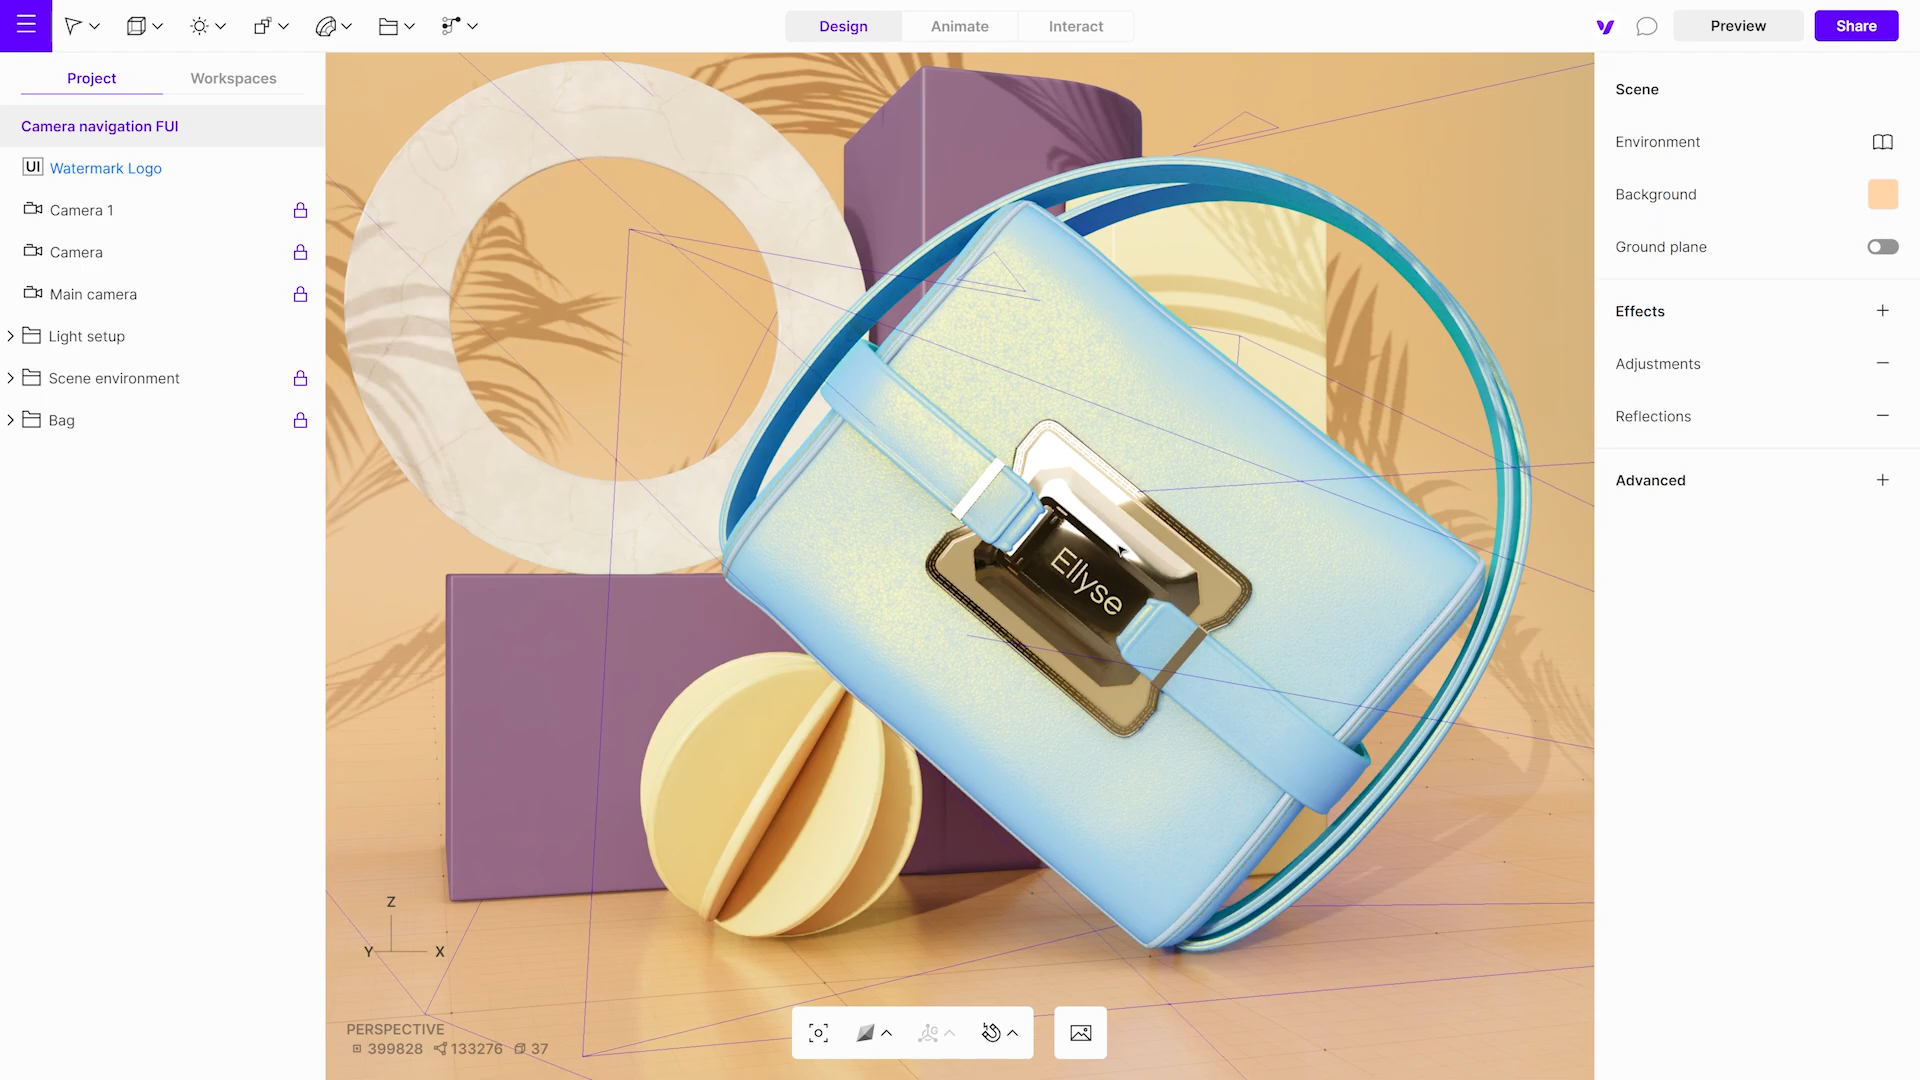 Design
Animate
Interact
Preview
Share
Project
Workspaces
Camera navigation FUI
UI Watermark Logo
Camera 1
Camera
Main camera
Light setup
Scene environment
Bag
Scene
Environment
Background
Ground plane
Effects
Adjustments
Reflections
Advanced
Ellyse
Z
Y
X
PERSPECTIVE
399828 133276 37